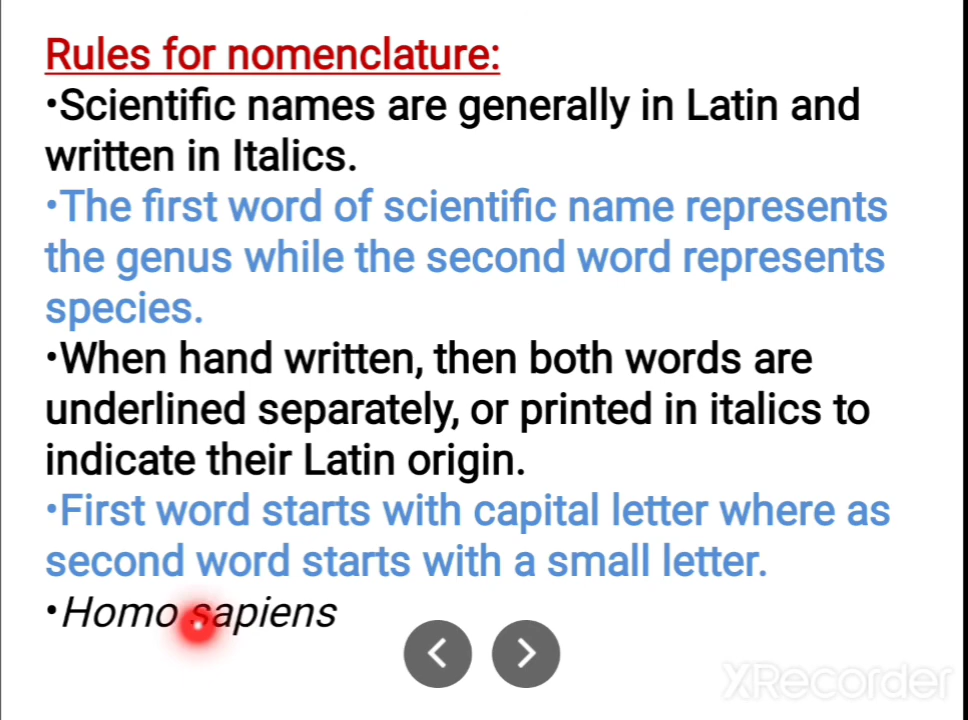 Rules for nomenclature:
•Scientific names are generally in Latin and
written in Italics.
•The first word of scientific name represents
the genus while the second word represents
species.
•When hand written, then both words are
underlined separately, or printed in italics to
indicate their Latin origin.
•First word starts with capital letter where as
second word starts with a small letter.
•Homo sapiens
XRecorder